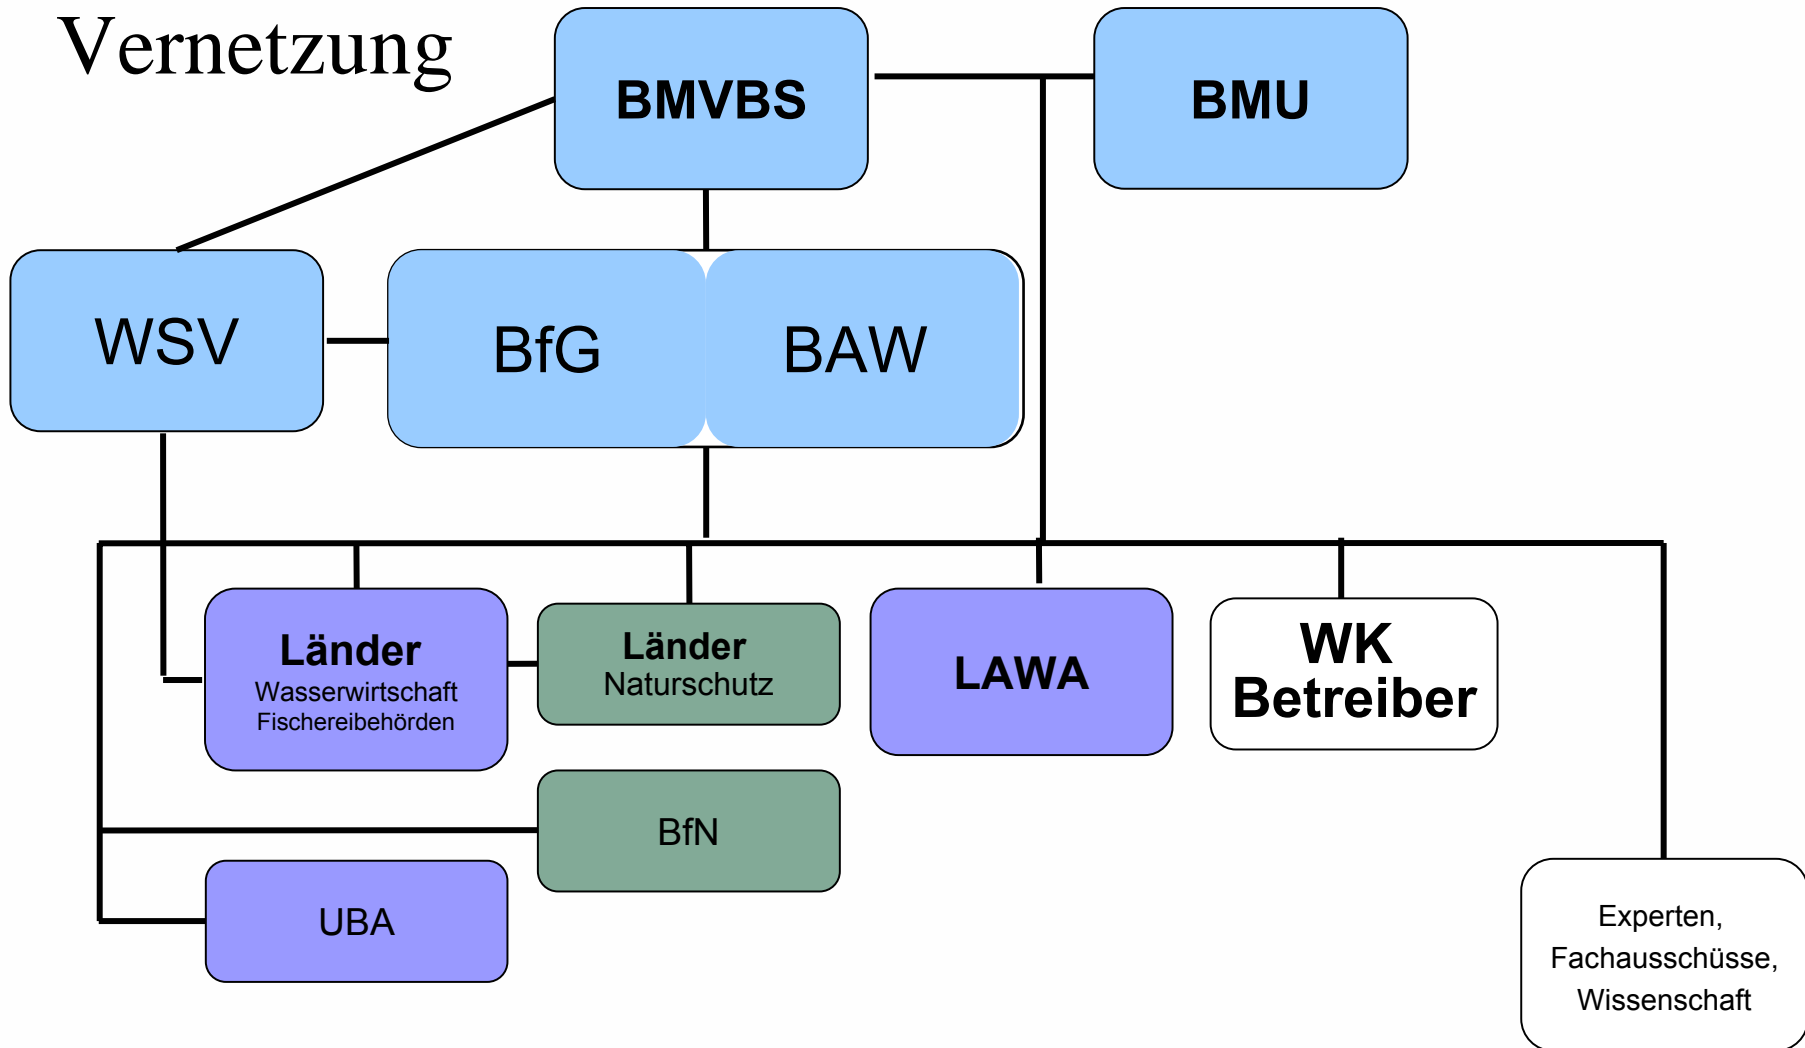 Vernetzung
BMVBS
BMU
WSV
BfG
BAW
Länder
Wasserwirtschaft
Fischereibehörden
Länder
Naturschutz
LAWA
WK
Betreiber
BfN
UBA
Experten,
Fachausschüsse,
Wissenschaft